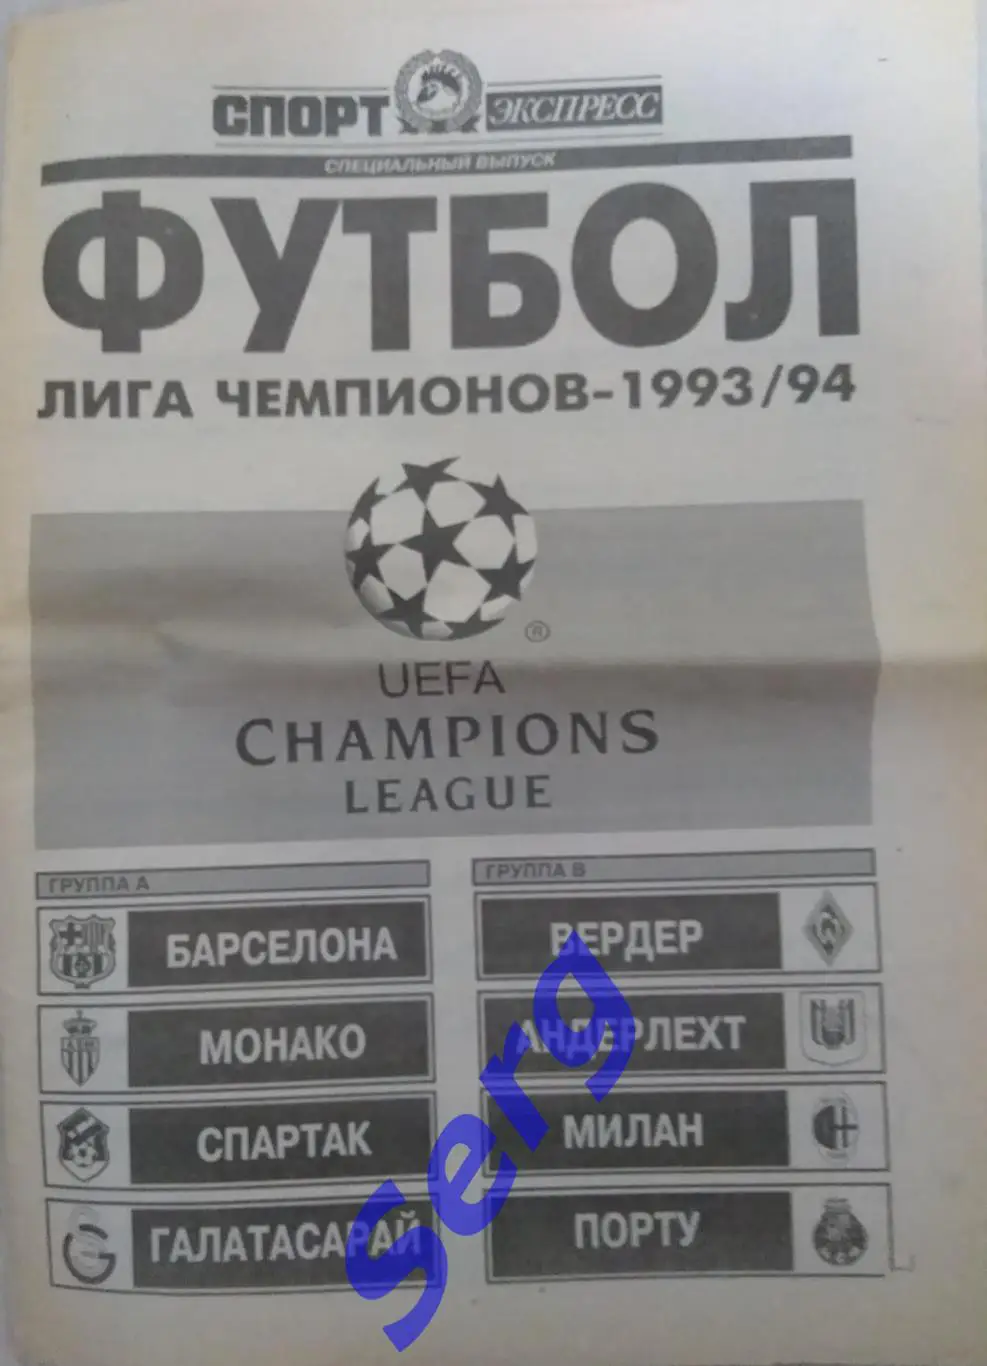 СПОРТ ЭКСПРЕСС
СПЕЦИАЛЬНЫЙ ВЫПУСК
ФУТБОЛ
ЛИГА ЧЕМПИОНОВ-1993/94
®
UEFA
CHAMPIONS
LEAGUE
ГРУППА А
БАРСЕЛОНА
МОНАКО
СПАРТАК
ГАЛАТАСАРАЙ
ГРУППА В
ВЕРДЕР
АНДЕРЛЕХТ
МИЛАН
ПОРТУ
Serg